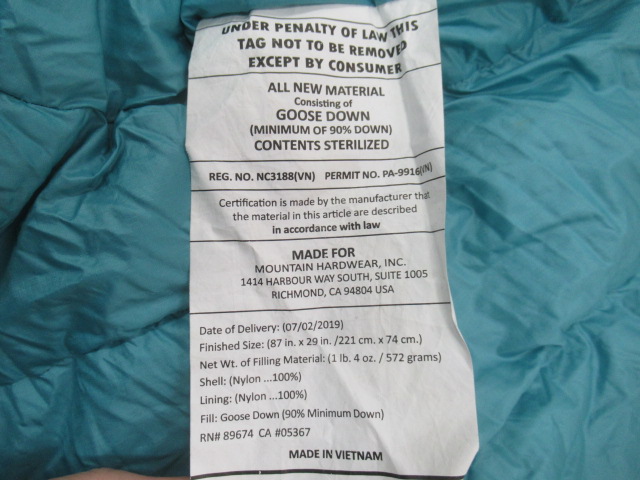 UNDER PENALTY OF LAW THIS
TAG NOT TO BE REMOVED
EXCEPT BY CONSUMER
ALL NEW MATERIAL
Consisting of
GOOSE DOWN
(MINIMUM OF 90% DOWN)
CONTENTS STERILIZED
REG. NO. NC3188(VN) PERMIT NO. PA-9916(VN)
Certification is made by the manufacturer that
the material in this article are described
in accordance with law
MADE FOR
MOUNTAIN HARDWEAR, INC.
1414 HARBOUR WAY SOUTH, SUITE 1005
RICHMOND, CA 94804 USA
Date of Delivery: (07/02/2019)
Finished Size: (87 in. x 29 in. /221 cm. x 74 cm.)
Net Wt. of Filling Material: (1 lb. 4 oz. / 572 grams)
Shell: (Nylon ...100%)
Lining: (Nylon ...100%)
Fill: Goose Down (90% Minimum Down)
RN# 89674 CA #05367
MADE IN VIETNAM